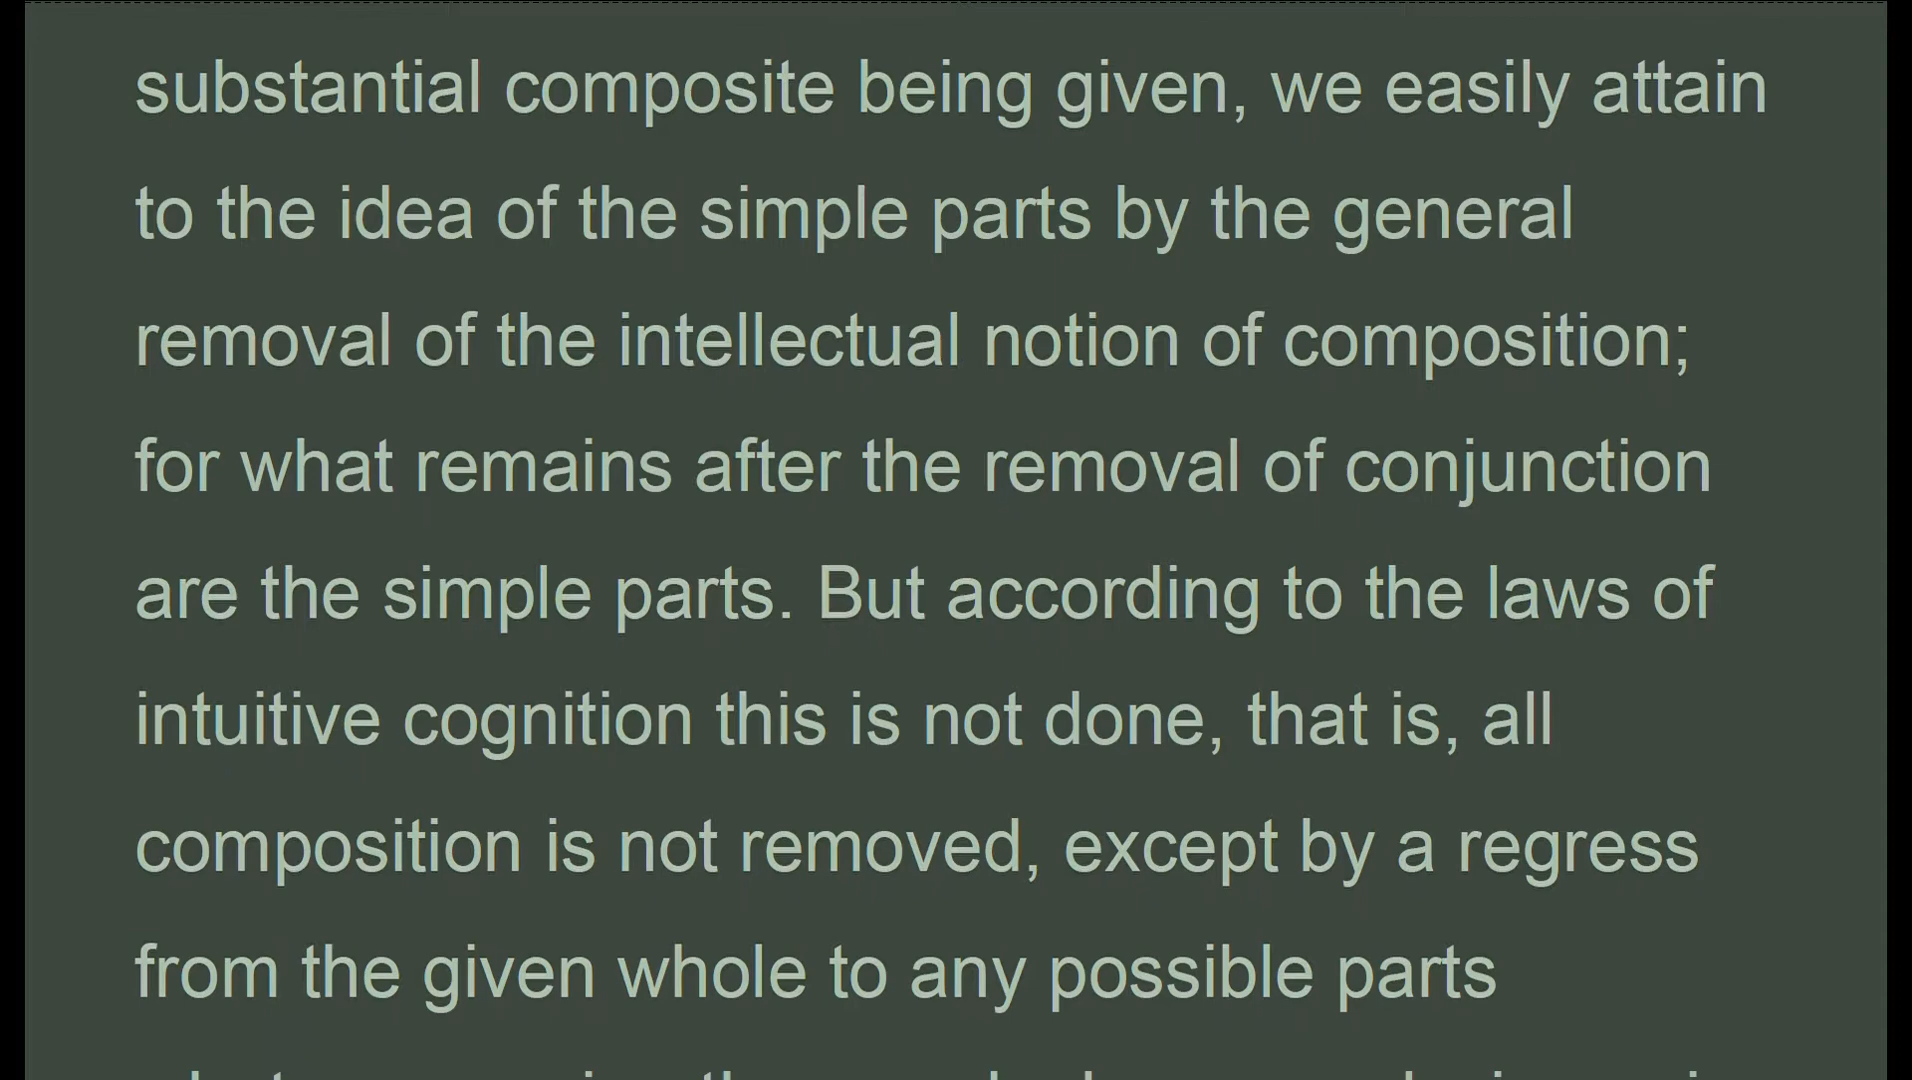 substantial composite being given, we easily attain
to the idea of the simple parts by the general
removal of the intellectual notion of composition;
for what remains after the removal of conjunction
are the simple parts. But according to the laws of
intuitive cognition this is not done, that is, all
composition is not removed, except by a regress
from the given whole to any possible parts